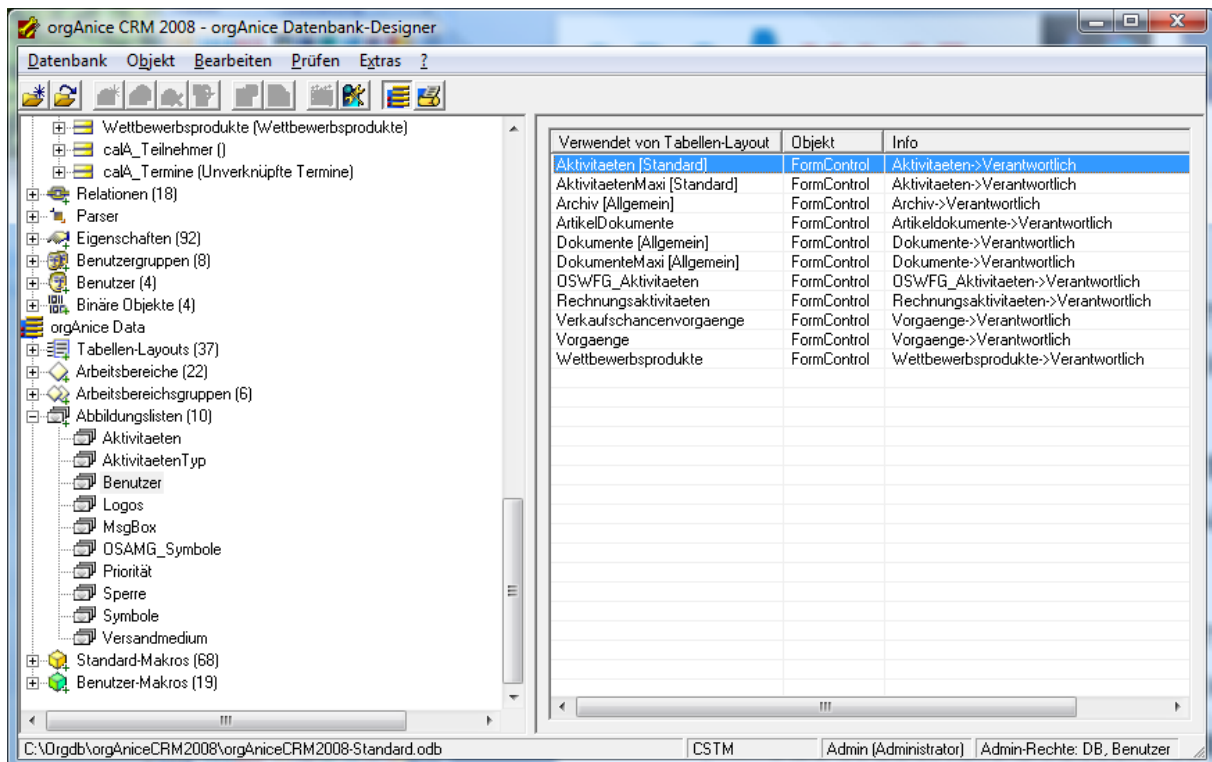 orgAnice CRM 2008 - orgAnice Datenbank-Designer
Datenbank Objekt Bearbeiten Prüfen Extras ?
Wettbewerbsprodukte (Wettbewerbsprodukte)
calA_Teilnehmer ()
calA_Termine (Unverknüpfte Termine)
Relationen (18)
Parser
Eigenschaften (92)
Benutzergruppen (8)
Benutzer (4)
Binäre Objekte (4)
orgAnice Data
Tabellen-Layouts (37)
Arbeitsbereiche (22)
Arbeitsbereichsgruppen (6)
Abbildungslisten (10)
Aktivitaeten
AktivitaetenTyp
Benutzer
Logos
MsgBox
OSAMG_Symbole
Priorität
Sperre
Symbole
Versandmedium
Standard-Makros (68)
Benutzer-Makros (19)
Verwendet von Tabellen-Layout Objekt Info
Aktivitaeten [Standard] FormControl Aktivitaeten->Verantwortlich
AktivitaetenMaxi [Standard] FormControl Aktivitaeten->Verantwortlich
Archiv [Allgemein] FormControl Archiv->Verantwortlich
ArtikelDokumente FormControl Artikeldokumente->Verantwortlich
Dokumente [Allgemein] FormControl Dokumente->Verantwortlich
DokumenteMaxi [Allgemein] FormControl Dokumente->Verantwortlich
OSWFG_Aktivitaeten FormControl OSWFG_Aktivitaeten->Verantwortlich
Rechnungsaktivitaeten FormControl Rechnungsaktivitaeten->Verantwortlich
Verkaufschancenvorgaenge FormControl Vorgaenge->Verantwortlich
Vorgaenge FormControl Vorgaenge->Verantwortlich
Wettbewerbsprodukte FormControl Wettbewerbsprodukte->Verantwortlich
C:\Orgdb\orgAniceCRM2008\orgAniceCRM2008-Standard.odb CSTM Admin (Administrator) Admin-Rechte: DB, Benutzer